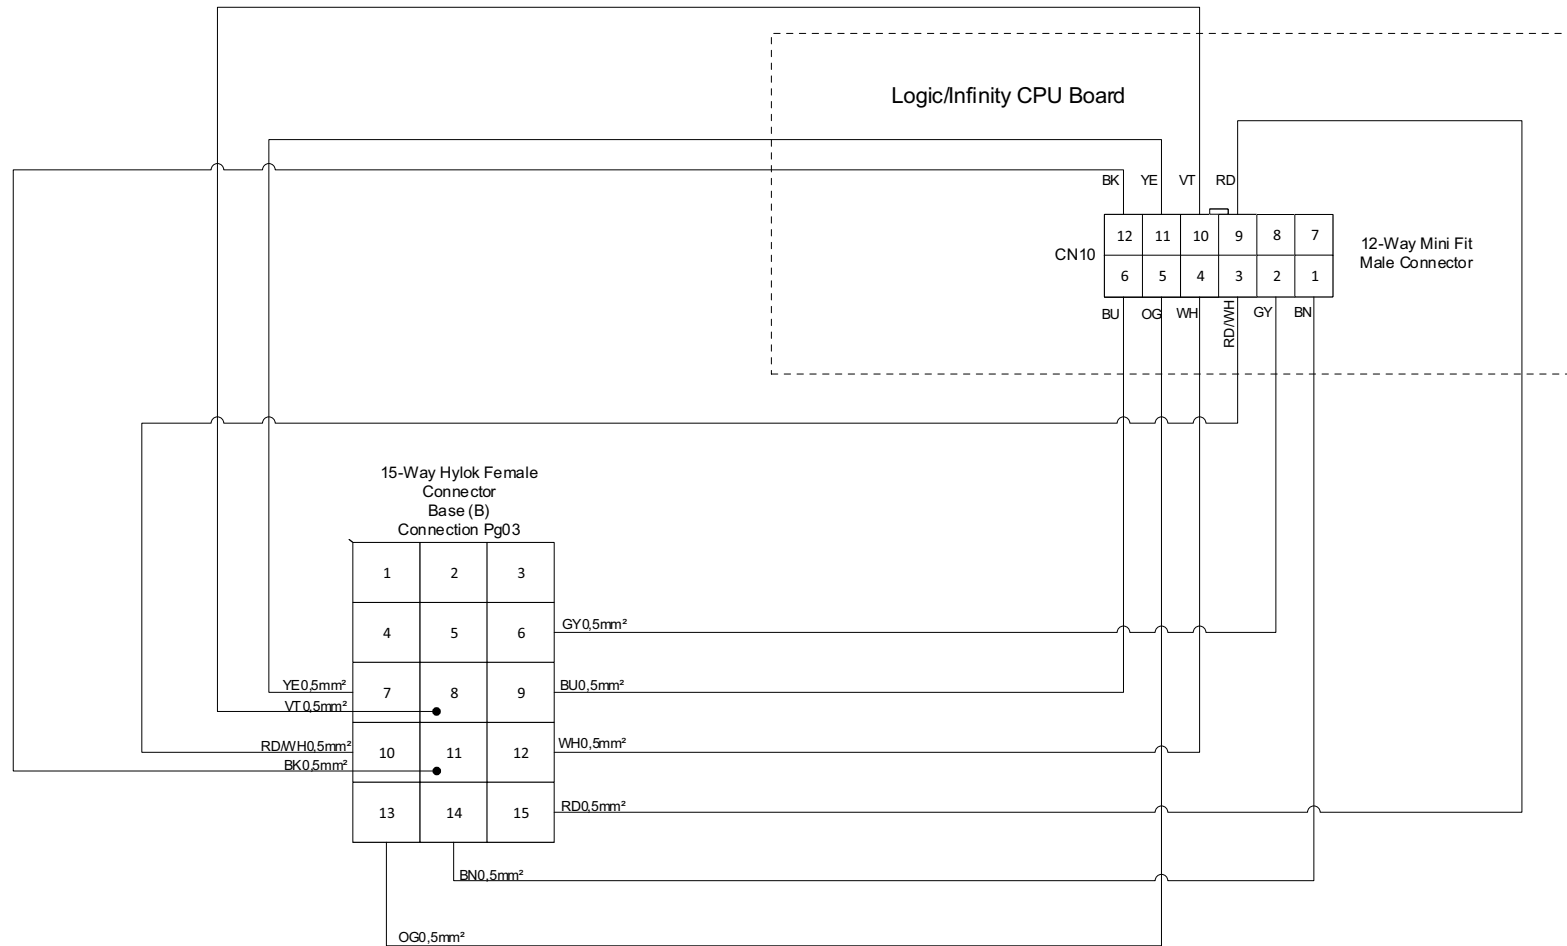 Logic/Infinity CPU Board
BK YE VT RD
12 11 10 9 8 7
CN10
6 5 4 3 2 1
12-Way Mini Fit
Male Connector
BU OG WH RD/WH GY BN
15-Way Hylok Female
Connector
Base (B)
Connection Pg03
1 2 3
4 5 6
GY0,5mm²
YE0,5mm²
7 8 9
BU0,5mm²
VT0,5mm²
RD/WH0,5mm²
10 11 12
WH0,5mm²
BK0,5mm²
13 14 15
RD0,5mm²
BN0,5mm²
OG0,5mm²